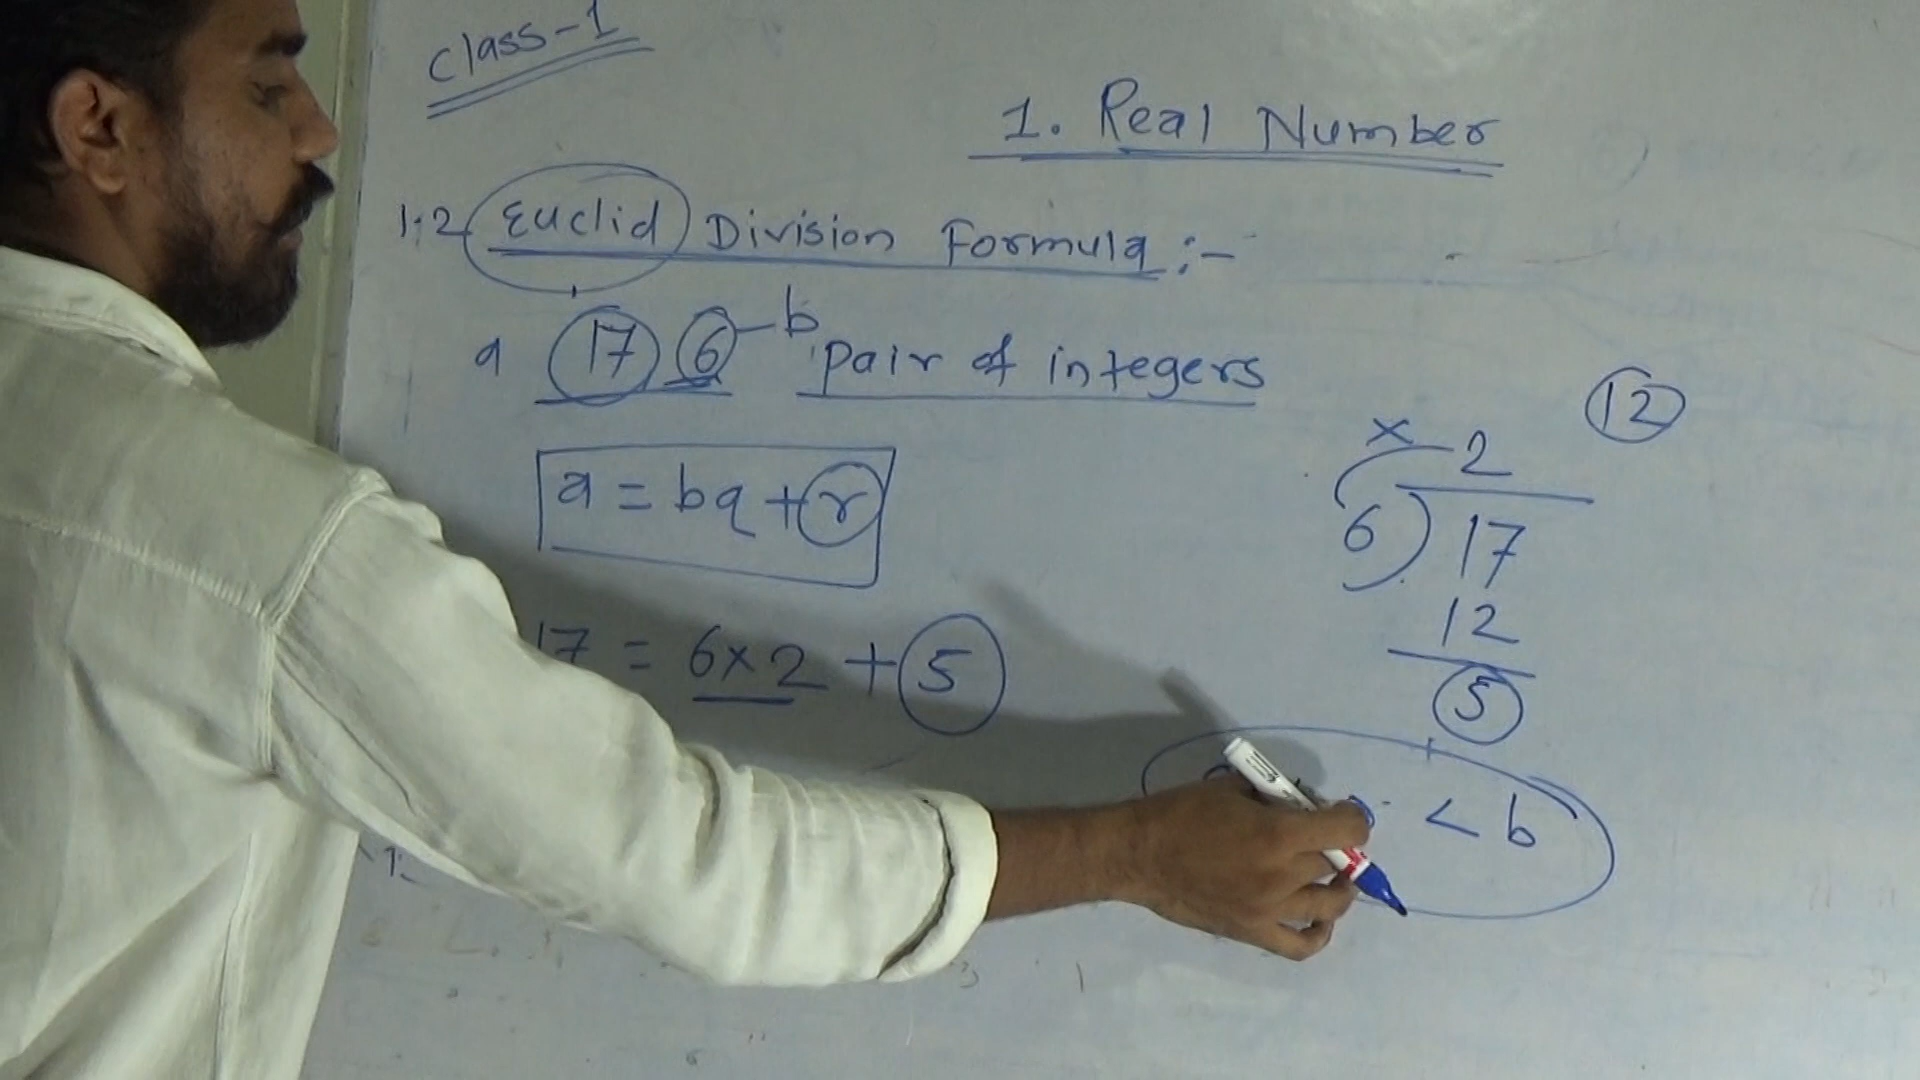 Class-1
1. Real Number
1.2 Euclid Division Formula :-
a 17 6 - b pair of integers
12
a = bq + r
× 2
6 ) 17
12
5
17 = 6×2 + 5
< b